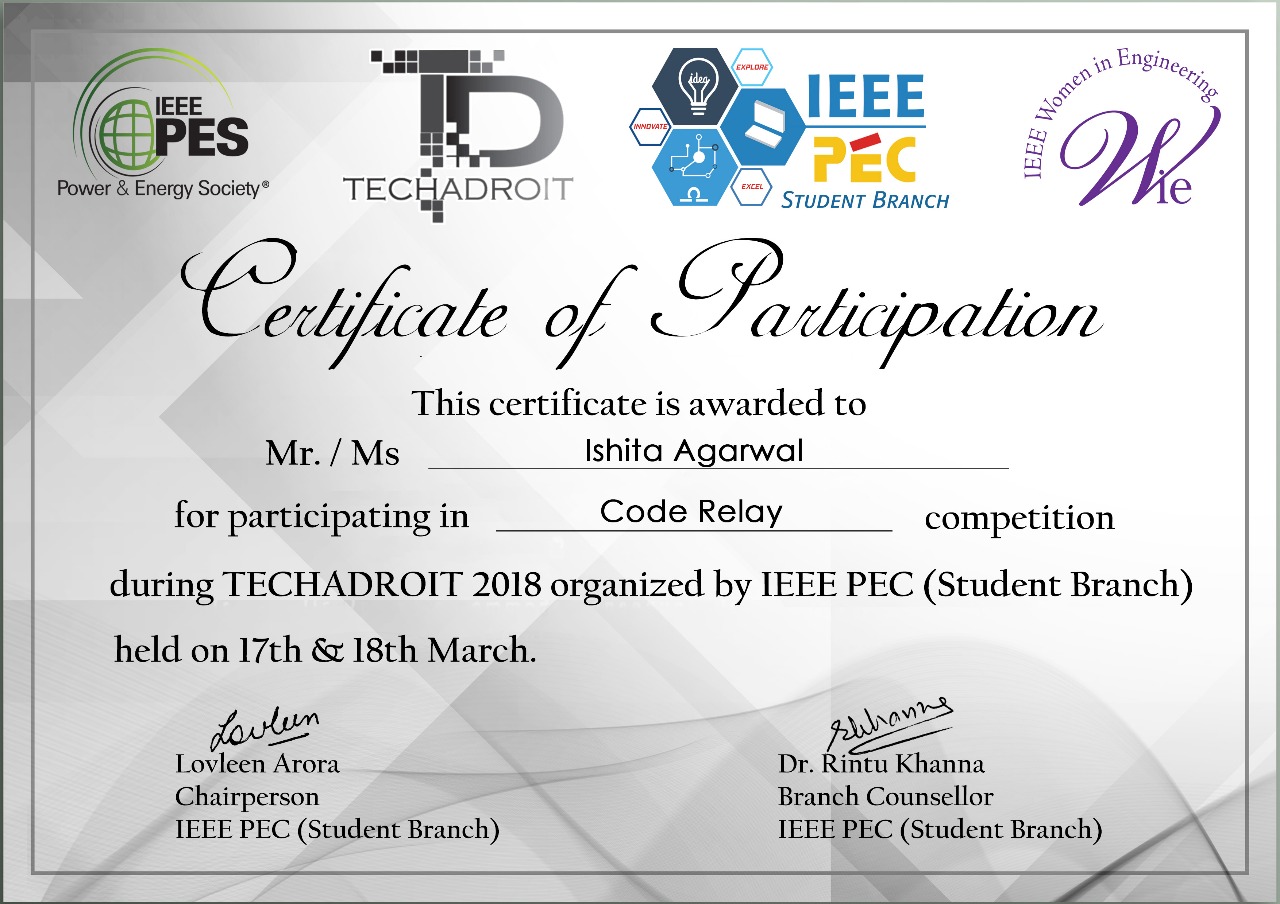 IEEE
PES
Power & Energy Society®
TD
TECHADROIT
idea
EXPLORE
INNOVATE
EXCEL
IEEE
PEC
STUDENT BRANCH
IEEE Women in Engineering
Wie
Certificate of Participation
This certificate is awarded to
Mr. / Ms Ishita Agarwal
for participating in Code Relay competition
during TECHADROIT 2018 organized by IEEE PEC (Student Branch)
held on 17th & 18th March.
Lovleen
Lovleen Arora
Chairperson
IEEE PEC (Student Branch)
Dr. Rintu Khanna
Branch Counsellor
IEEE PEC (Student Branch)